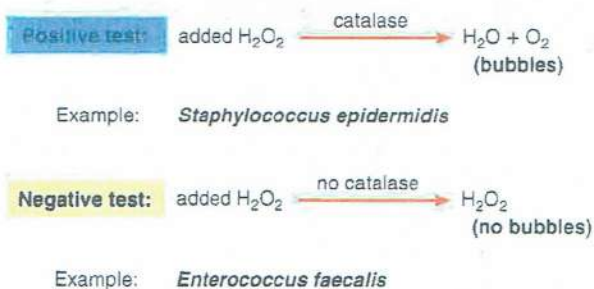 catalase
Positive test: added H₂O₂ H₂O + O₂
(bubbles)
Example: Staphylococcus epidermidis
no catalase
Negative test: added H₂O₂ H₂O₂
(no bubbles)
Example: Enterococcus faecalis